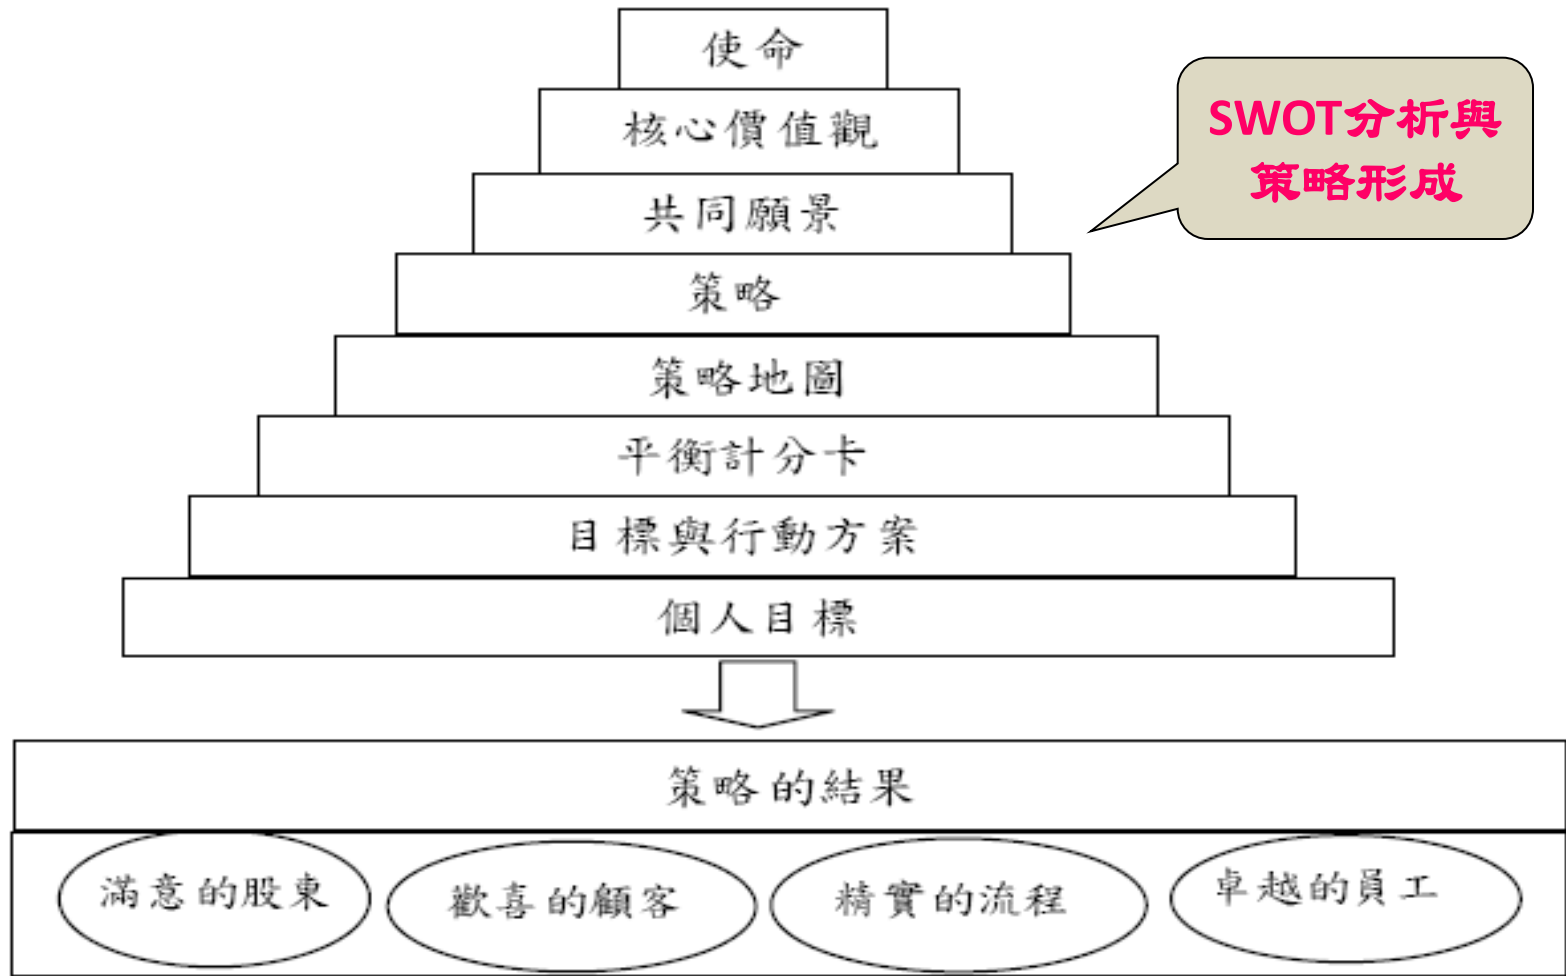 使命
核心價值觀
SWOT分析與
策略形成
共同願景
策略
策略地圖
平衡計分卡
目標與行動方案
個人目標
策略的結果
滿意的股東
歡喜的顧客
精實的流程
卓越的員工